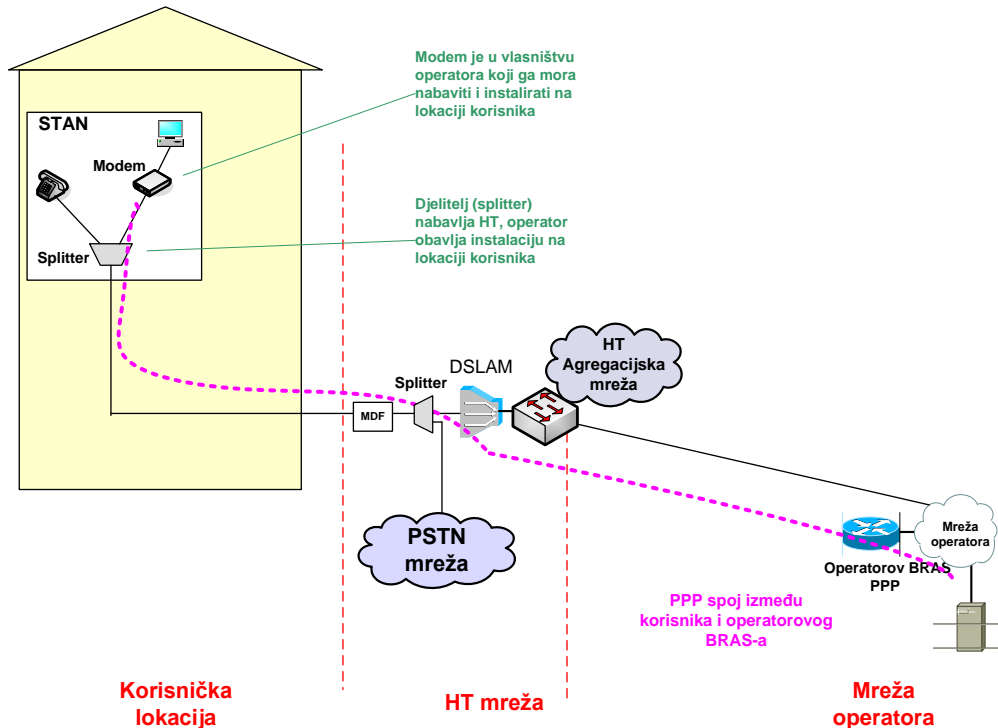 Modem je u vlasništvu
operatora koji ga mora
nabaviti i instalirati na
lokaciji korisnika
STAN
Modem
Djelitelj (splitter)
nabavlja HT, operator
obavlja instalaciju na
lokaciji korisnika
Splitter
HT
Agregacijska
mreža
DSLAM
Splitter
MDF
PSTN
mreža
Mreža
operatora
Operatorov BRAS
PPP
PPP spoj između
korisnika i operatorovog
BRAS-a
Korisnička
lokacija
HT mreža
Mreža
operatora